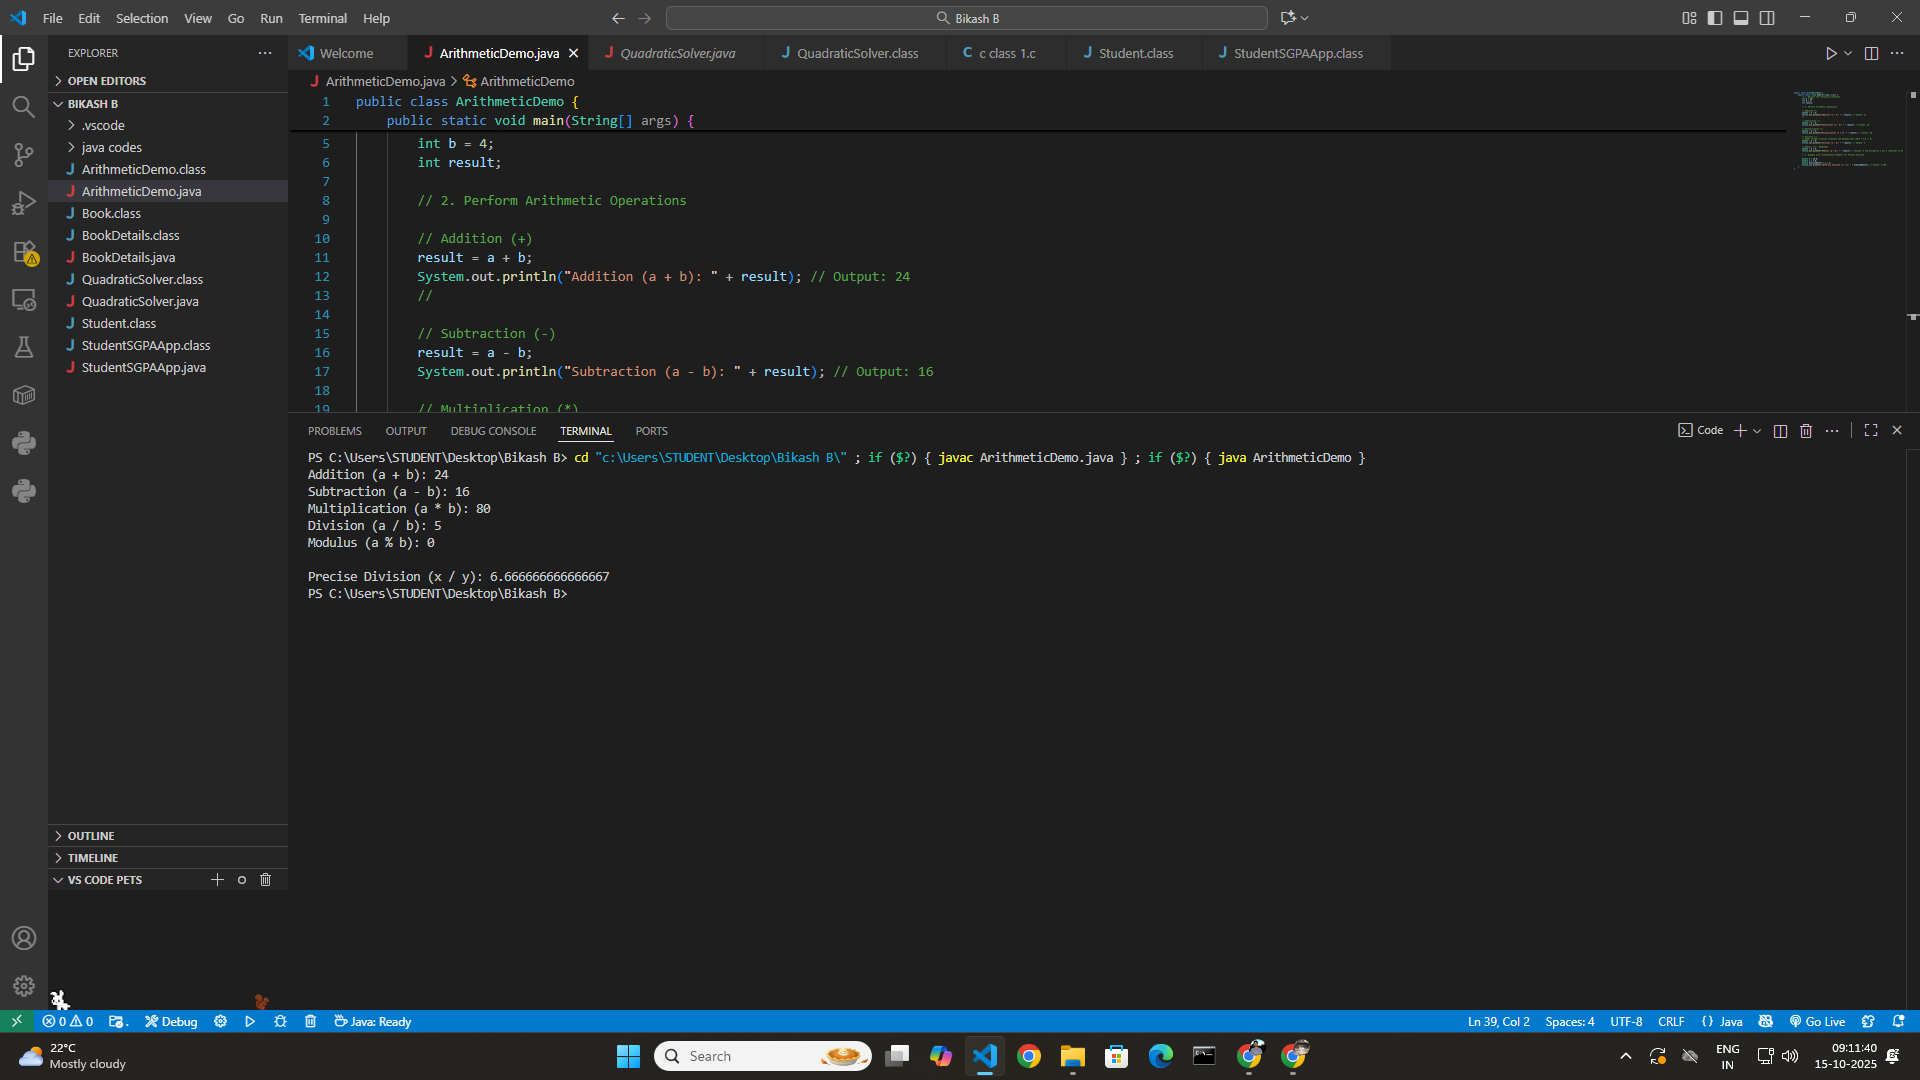 File Edit Selection View Go Run Terminal Help
Bikash B
EXPLORER
OPEN EDITORS
BIKASH B
.vscode
java codes
ArithmeticDemo.class
ArithmeticDemo.java
Book.class
BookDetails.class
BookDetails.java
QuadraticSolver.class
QuadraticSolver.java
Student.class
StudentSGPAApp.class
StudentSGPAApp.java
OUTLINE
TIMELINE
VS CODE PETS
Welcome ArithmeticDemo.java QuadraticSolver.java QuadraticSolver.class c class 1.c Student.class StudentSGPAApp.class
ArithmeticDemo.java > ArithmeticDemo
1 public class ArithmeticDemo {
2 public static void main(String[] args) {
5 int b = 4;
6 int result;
7
8 // 2. Perform Arithmetic Operations
9
10 // Addition (+)
11 result = a + b;
12 System.out.println("Addition (a + b): " + result); // Output: 24
13 //
14
15 // Subtraction (-)
16 result = a - b;
17 System.out.println("Subtraction (a - b): " + result); // Output: 16
18
19 // Multiplication (*)
PROBLEMS OUTPUT DEBUG CONSOLE TERMINAL PORTS
Code
PS C:\Users\STUDENT\Desktop\Bikash B> cd "c:\Users\STUDENT\Desktop\Bikash B\" ; if ($?) { javac ArithmeticDemo.java } ; if ($?) { java ArithmeticDemo }
Addition (a + b): 24
Subtraction (a - b): 16
Multiplication (a * b): 80
Division (a / b): 5
Modulus (a % b): 0
Precise Division (x / y): 6.666666666666667
PS C:\Users\STUDENT\Desktop\Bikash B>
0 0 . Debug Java: Ready
Ln 39, Col 2 Spaces: 4 UTF-8 CRLF {} Java Go Live
22°C
Mostly cloudy
Search
ENG
IN
09:11:40
15-10-2025